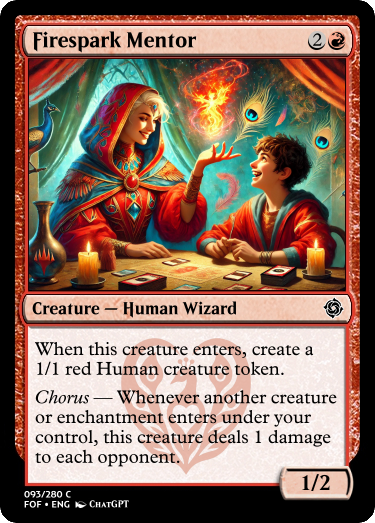 Firespark Mentor 2
Creature — Human Wizard
When this creature enters, create a
1/1 red Human creature token.
Chorus — Whenever another creature
or enchantment enters under your
control, this creature deals 1 damage
to each opponent.
1/2
093/280 C
FOF • ENG ChatGPT